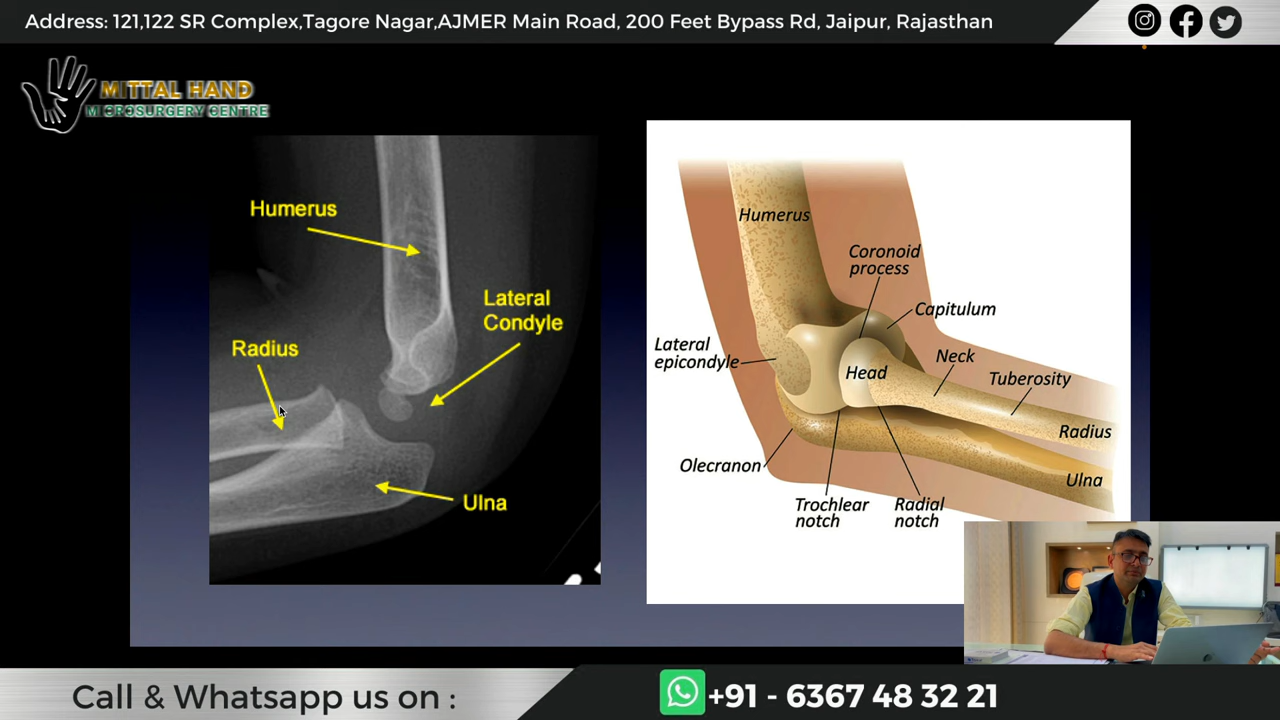 Address: 121,122 SR Complex,Tagore Nagar,AJMER Main Road, 200 Feet Bypass Rd, Jaipur, Rajasthan
MITTAL HAND
MICROSURGERY CENTRE
Humerus
Lateral
Condyle
Radius
Ulna
Humerus
Coronoid
process
Capitulum
Lateral
epicondyle
Neck
Head
Tuberosity
Radius
Olecranon
Ulna
Trochlear
notch
Radial
notch
Call & Whatsapp us on :
+91 - 6367 48 32 21